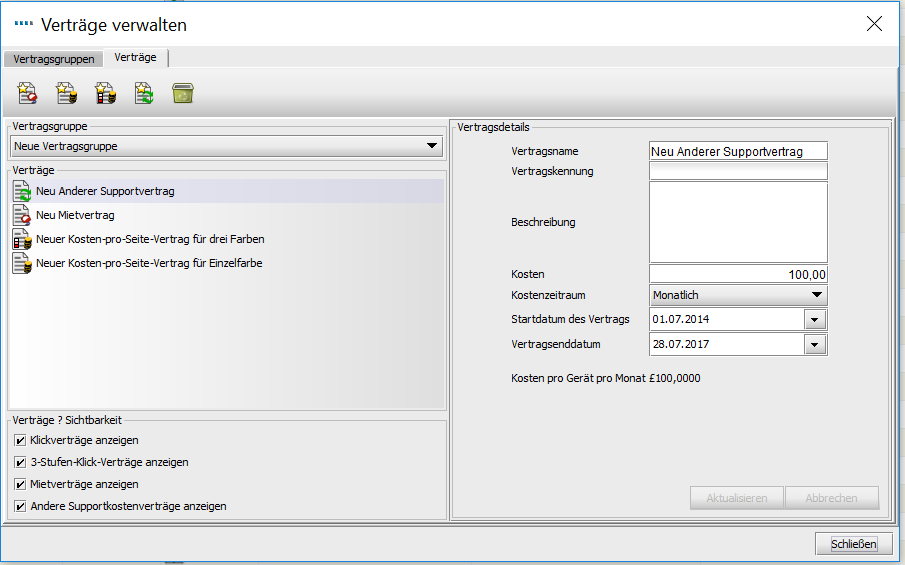 Verträge verwalten
Vertragsgruppen
Verträge
Vertragsgruppe
Neue Vertragsgruppe
Verträge
Neu Anderer Supportvertrag
Neu Mietvertrag
Neuer Kosten-pro-Seite-Vertrag für drei Farben
Neuer Kosten-pro-Seite-Vertrag für Einzelfarbe
Verträge ? Sichtbarkeit
Klickverträge anzeigen
3-Stufen-Klick-Verträge anzeigen
Mietverträge anzeigen
Andere Supportkostenverträge anzeigen
Vertragsdetails
Vertragsname Neu Anderer Supportvertrag
Vertragskennung
Beschreibung
Kosten 100,00
Kostenzeitraum Monatlich
Startdatum des Vertrags 01.07.2014
Vertragsenddatum 28.07.2017
Kosten pro Gerät pro Monat £100,0000
Aktualisieren Abbrechen
Schließen